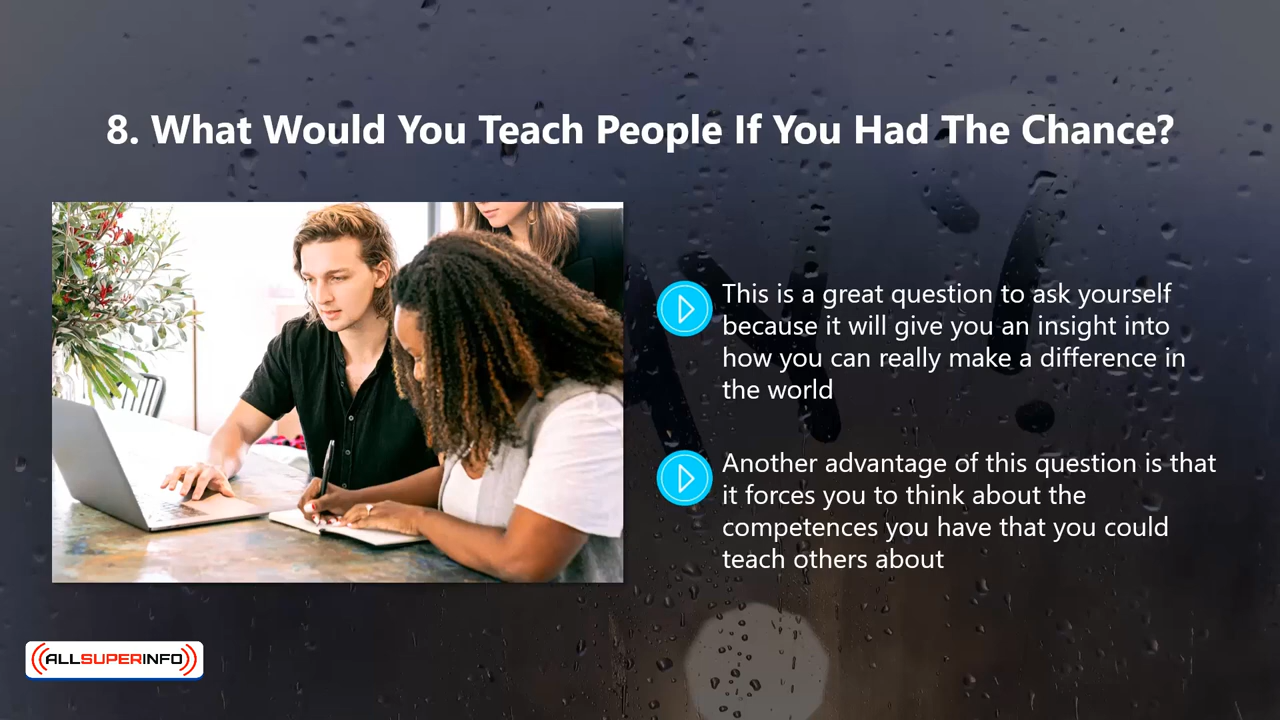 8. What Would You Teach People If You Had The Chance?
This is a great question to ask yourself
because it will give you an insight into
how you can really make a difference in
the world
Another advantage of this question is that
it forces you to think about the
competences you have that you could
teach others about
ALLSUPERINFO